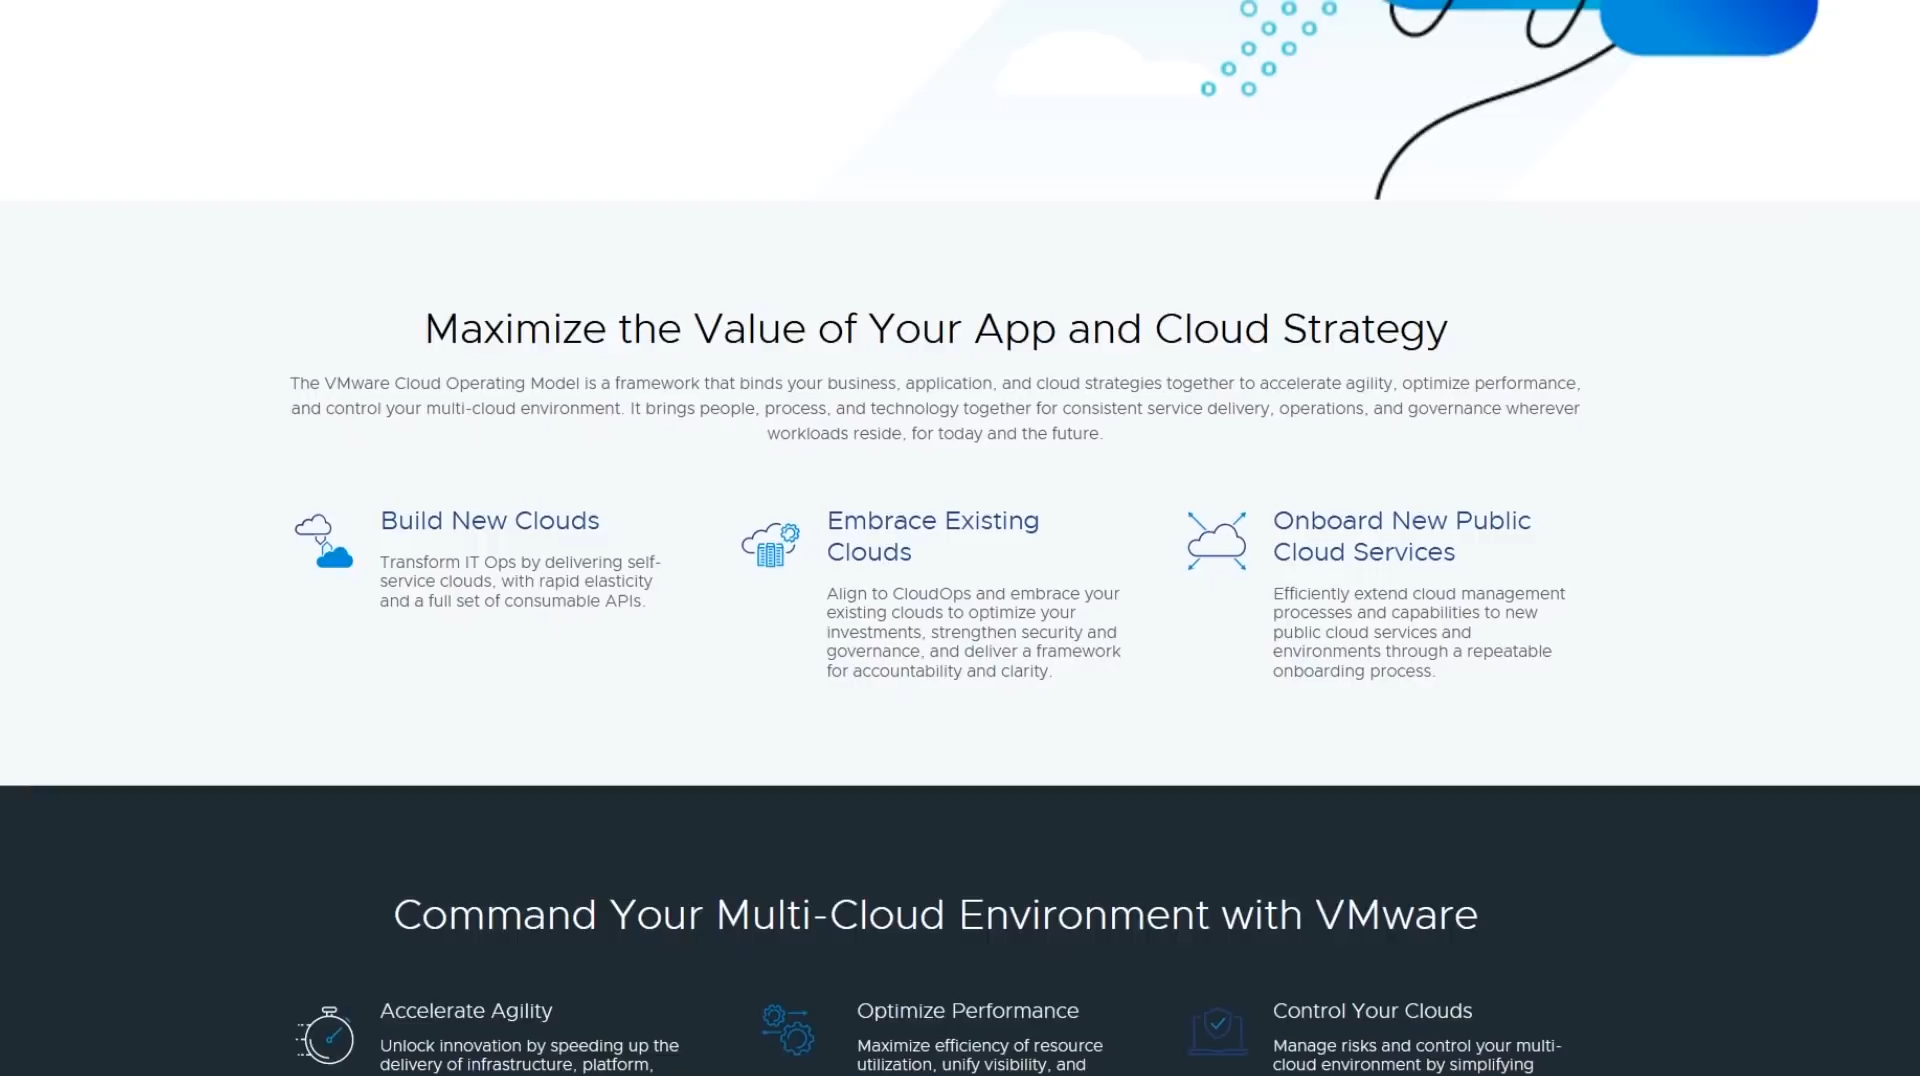 Maximize the Value of Your App and Cloud Strategy
The VMware Cloud Operating Model is a framework that binds your business, application, and cloud strategies together to accelerate agility, optimize performance,
and control your multi-cloud environment. It brings people, process, and technology together for consistent service delivery, operations, and governance wherever
workloads reside, for today and the future.
Build New Clouds
Transform IT Ops by delivering self-
service clouds, with rapid elasticity
and a full set of consumable APIs.
Embrace Existing
Clouds
Align to CloudOps and embrace your
existing clouds to optimize your
investments, strengthen security and
governance, and deliver a framework
for accountability and clarity.
Onboard New Public
Cloud Services
Efficiently extend cloud management
processes and capabilities to new
public cloud services and
environments through a repeatable
onboarding process.
Command Your Multi-Cloud Environment with VMware
Accelerate Agility
Unlock innovation by speeding up the
delivery of infrastructure, platform,
Optimize Performance
Maximize efficiency of resource
utilization, unify visibility, and
Control Your Clouds
Manage risks and control your multi-
cloud environment by simplifying